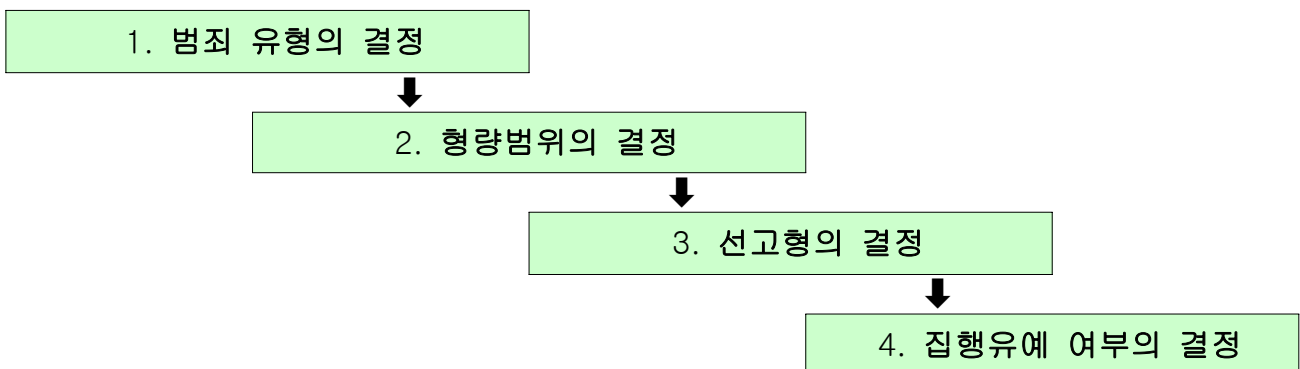 1. 범죄 유형의 결정
2. 형량범위의 결정
3. 선고형의 결정
4. 집행유예 여부의 결정